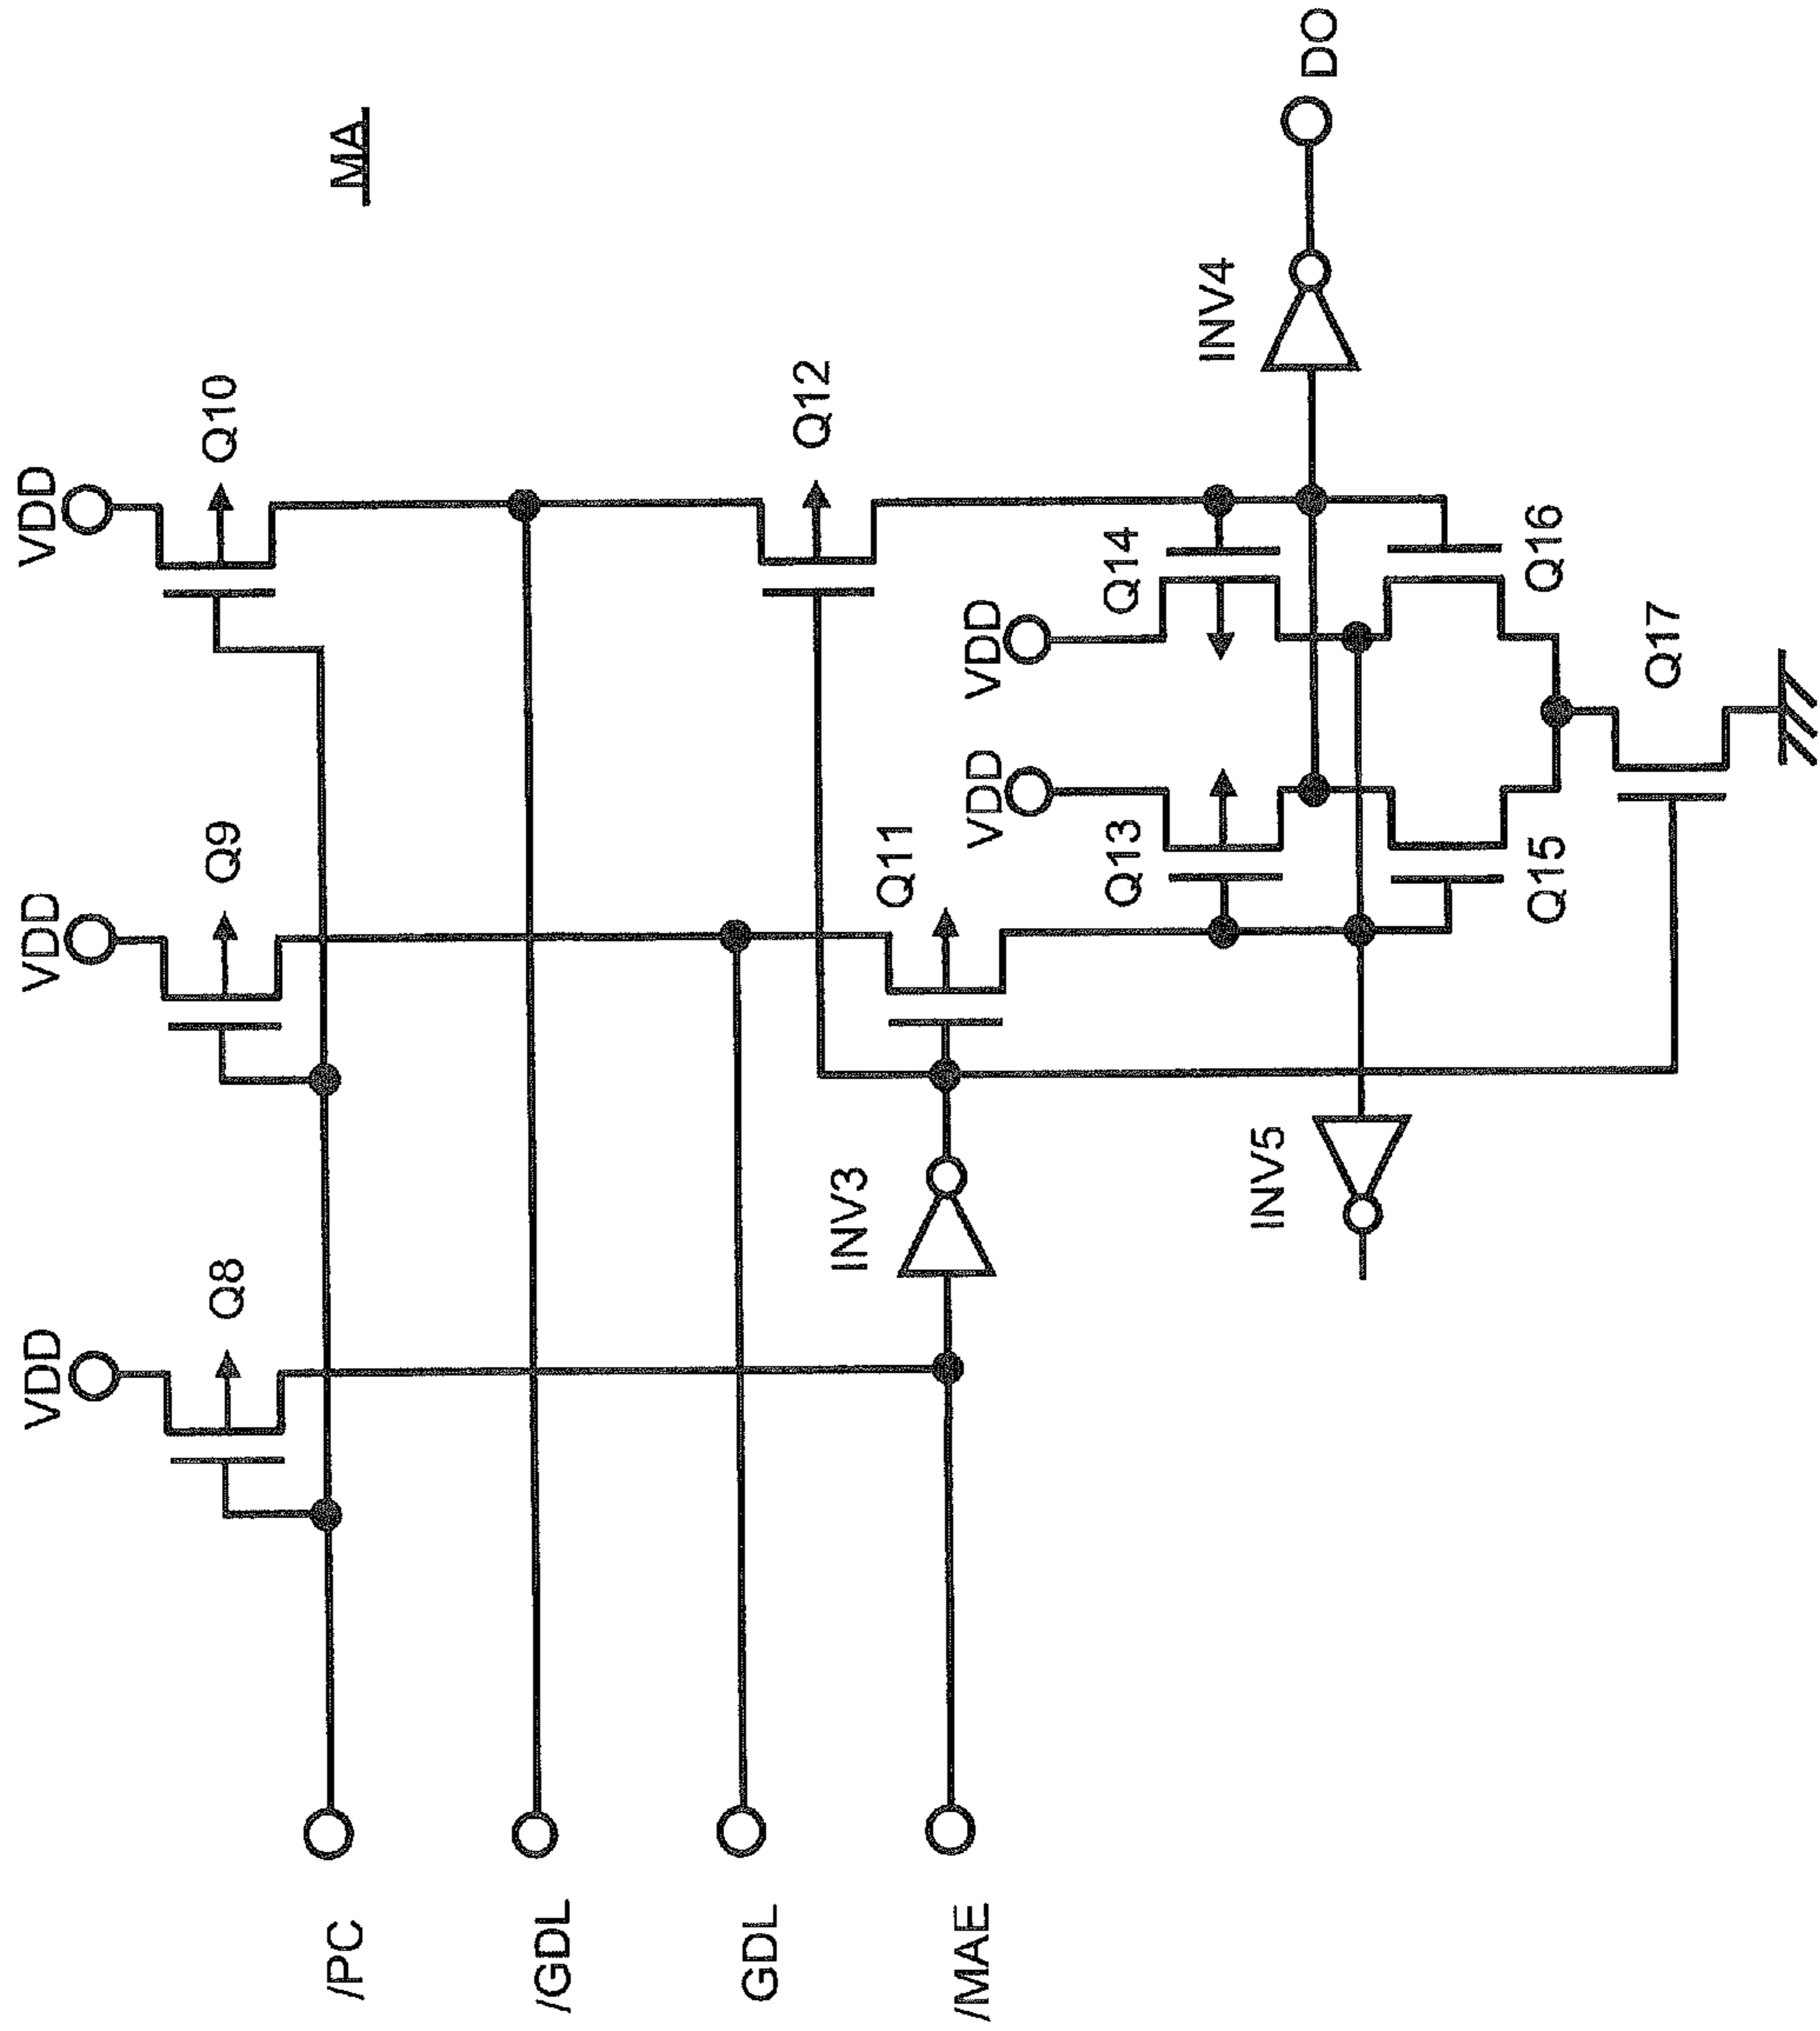 MA
VDD
VDD
VDD
Q8
Q9
Q10
/PC
/GDL
GDL
/MAE
INV3
Q11
Q12
VDD
VDD
Q13
Q14
INV4
DO
INV5
Q15
Q16
Q17